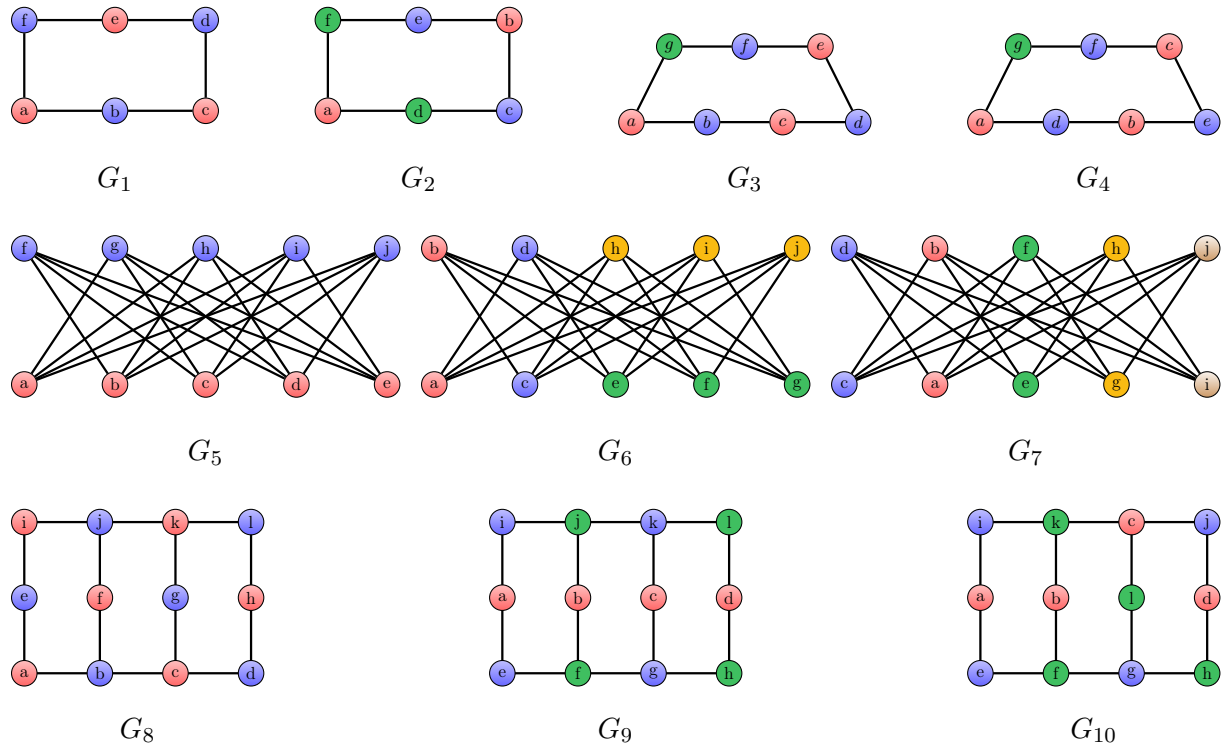 f e d f e b
g f e g f c
a b c a d c
a b c d a d b e
G1 G2 G3 G4
f g h i j b d h i j d b f h j
a b c d e a c e f g c a e g i
G5 G6 G7
i j k l i j k l i k c j
e f g h a b c d a b l d
a b c d e f g h e f g h
G8 G9 G10